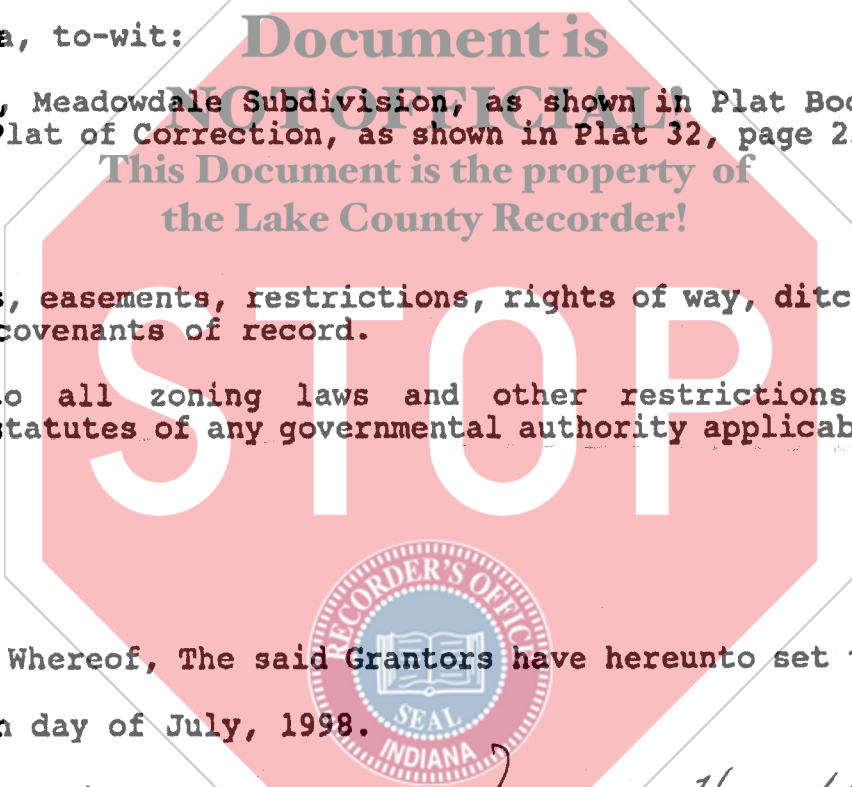 a, to-wit:
Document is
, Meadowdale Subdivision, as shown in Plat Boo
NOT OFFICIAL!
Plat of Correction, as shown in Plat 32, page 2
This Document is the property of
the Lake County Recorder!
s, easements, restrictions, rights of way, ditc
covenants of record.
STOP
o all zoning laws and other restrictions
statutes of any governmental authority applicab
RECORDER'S OFFICE
Whereof, The said Grantors have hereunto set
SEAL
n day of July, 1998.
INDIANA